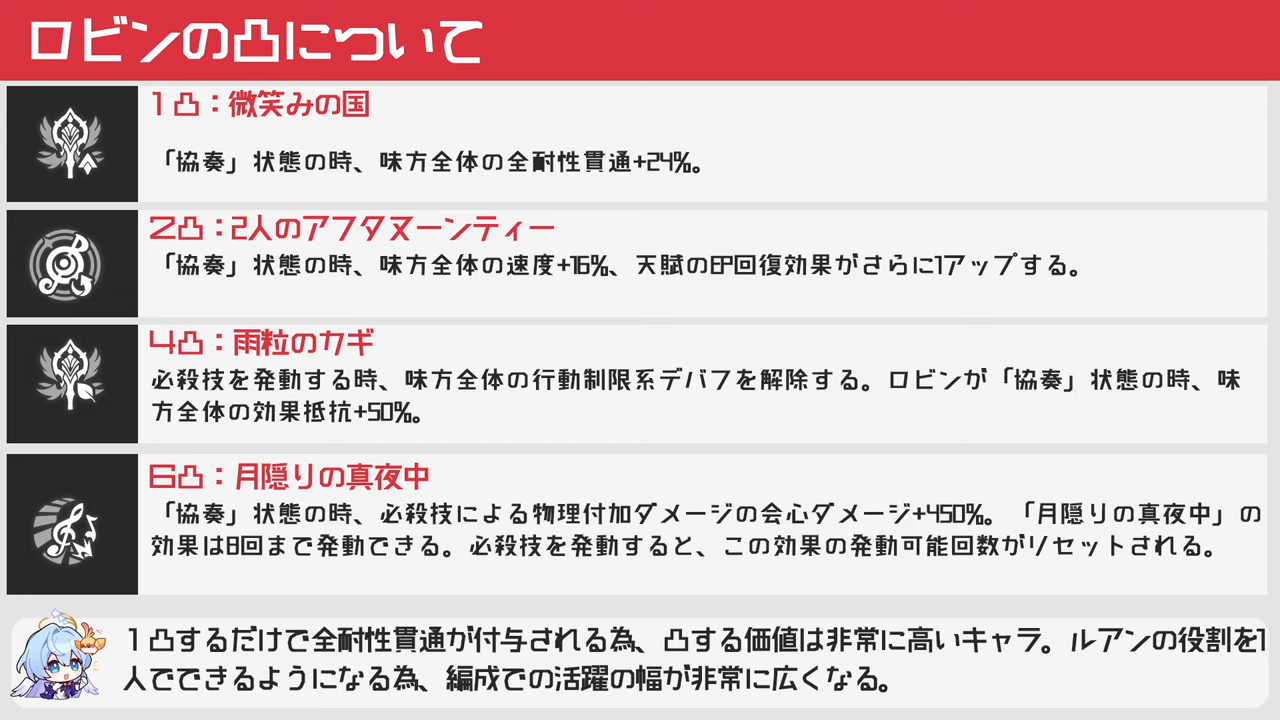 ロビンの凸について
1凸：微笑みの国
「協奏」状態の時、味方全体の全耐性貫通+24%。
2凸：2人のアフタヌーンティー
「協奏」状態の時、味方全体の速度+16%、天賦のEP回復効果がさらに1アップする。
4凸：雨粒のカギ
必殺技を発動する時、味方全体の行動制限系デバフを解除する。ロビンが「協奏」状態の時、味
方全体の効果抵抗+50%。
6凸：月隠りの真夜中
「協奏」状態の時、必殺技による物理付加ダメージの会心ダメージ+450%。「月隠りの真夜中」の
効果は8回まで発動できる。必殺技を発動すると、この効果の発動可能回数がリセットされる。
1凸するだけで全耐性貫通が付与される為、凸する価値は非常に高いキャラ。ルアンの役割を1
人でできるようになる為、編成での活躍の幅が非常に広くなる。